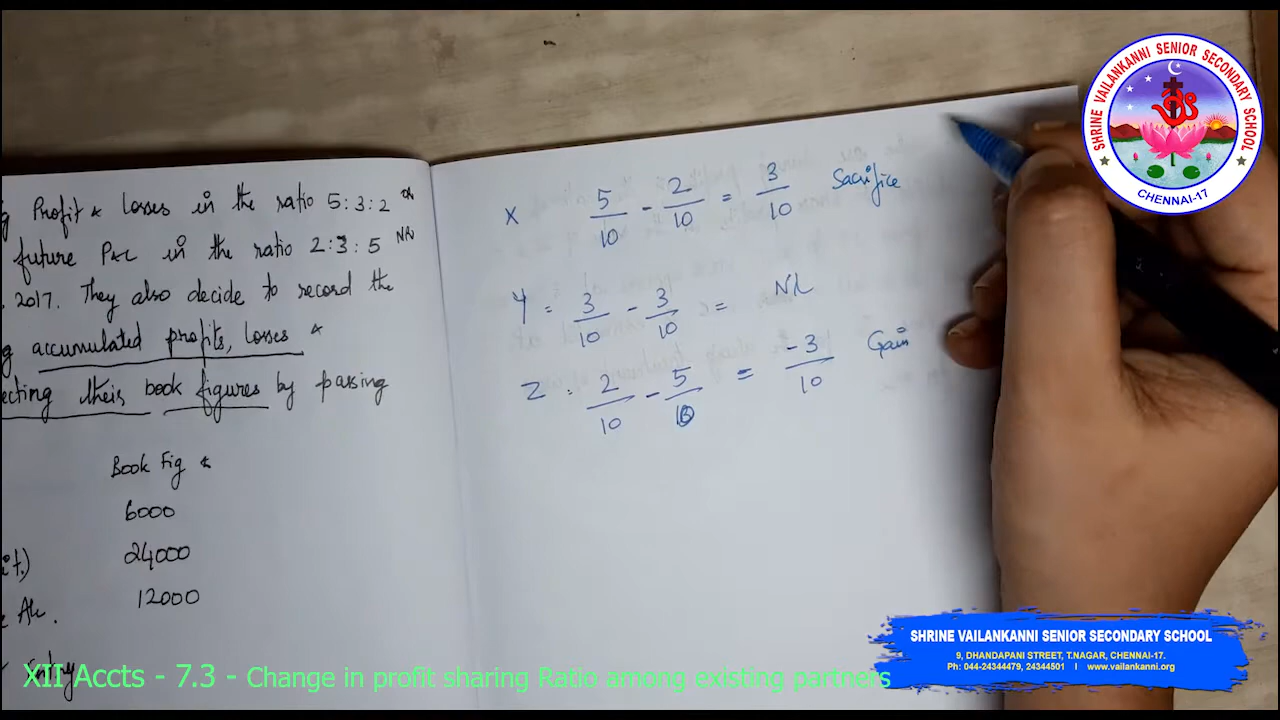 Profit & Losses in the ratio 5:3:2 OR
future P&L in the ratio 2:3:5 NR
2017. They also decide to record the
accumulated profits, losses &
ecting their book figures by passing
Book Fig
6000
24000
12000
it.)
X 5/10 - 2/10 = 3/10 Sacrifice
Y = 3/10 - 3/10 = NIL
Z : 2/10 - 5/10 = -3/10 Gain
SHRINE VAILANKANNI SENIOR SECONDARY SCHOOL
CHENNAI-17
SHRINE VAILANKANNI SENIOR SECONDARY SCHOOL
9, DHANDAPANI STREET, T.NAGAR, CHENNAI-17.
Ph: 044-24344479, 24344501 I www.vailankanni.org
XII Accts - 7.3 - Change in profit sharing Ratio among existing partners